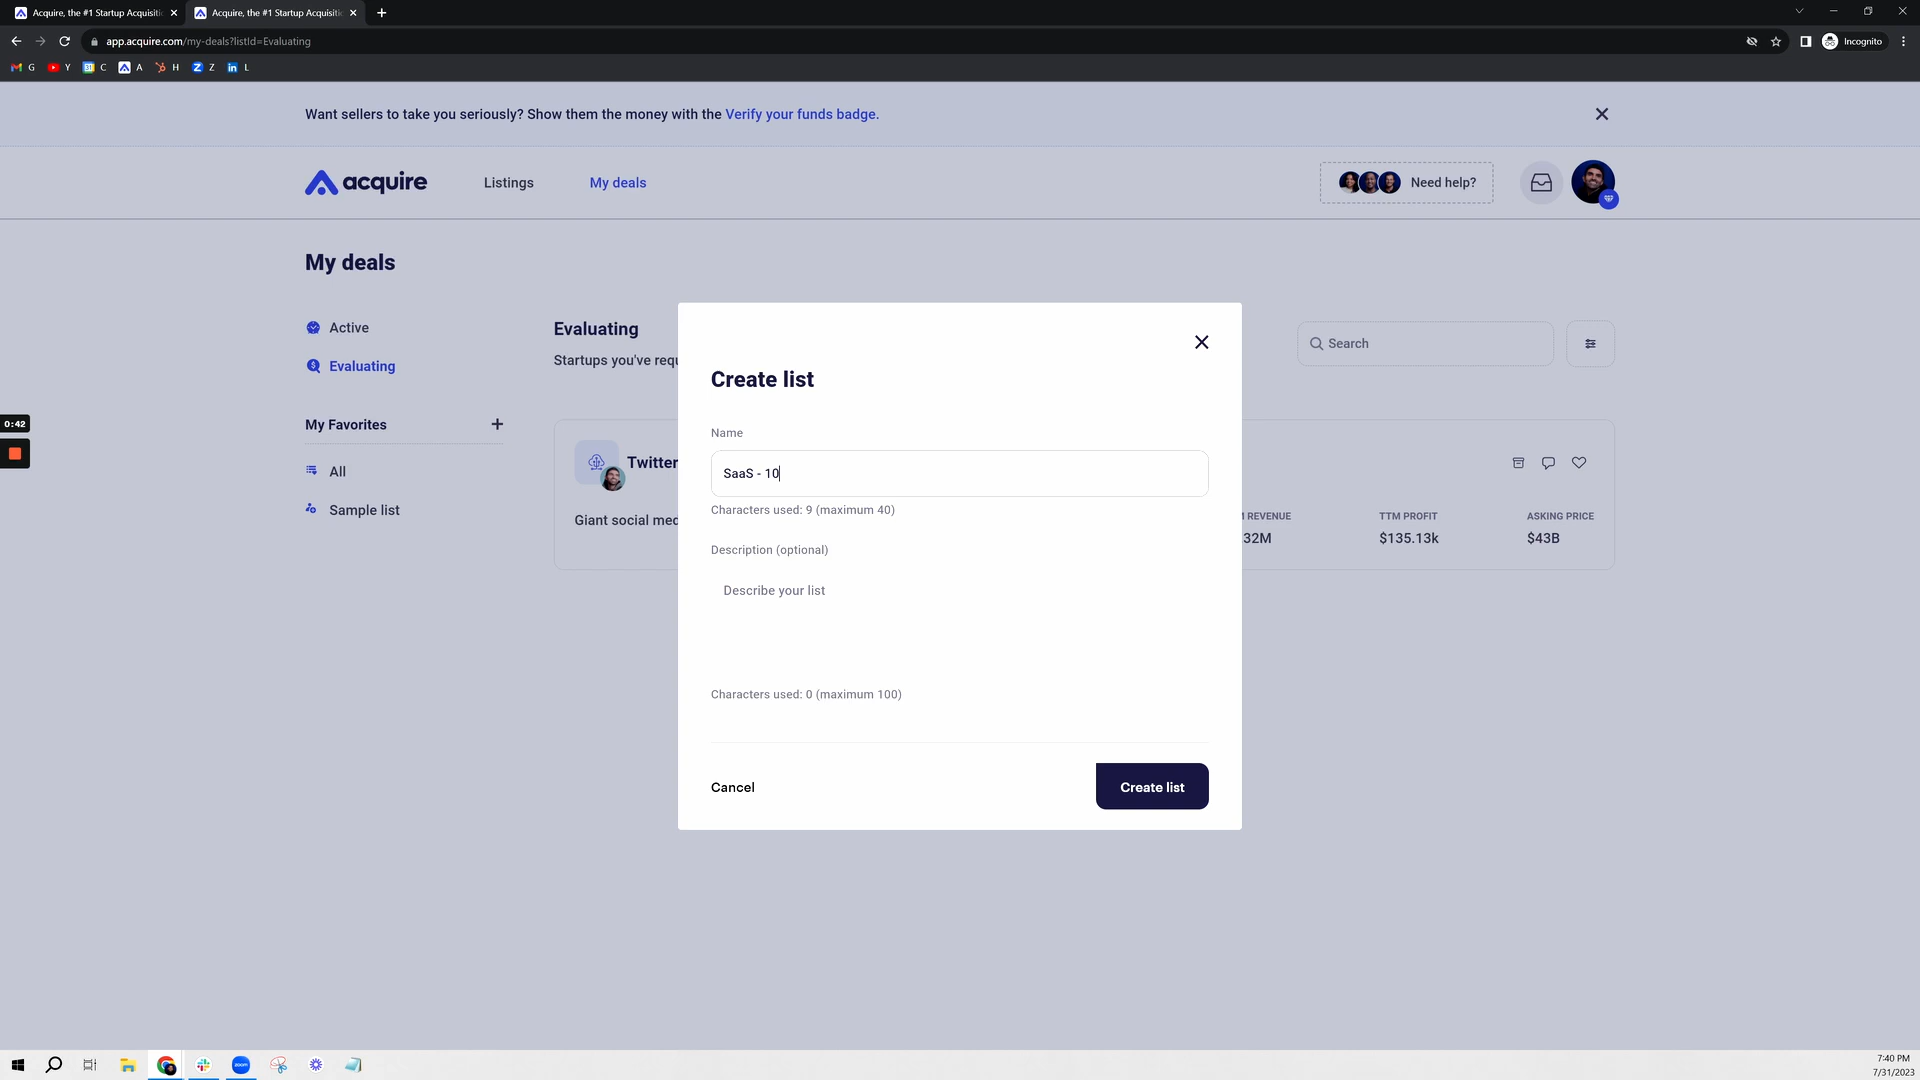 Acquire, the #1 Startup Acquisiti
Acquire, the #1 Startup Acquisiti
app.acquire.com/my-deals?listId=Evaluating
Incognito
G
Y
31
C
A
H
Z
Z
in
L
Want sellers to take you seriously? Show them the money with the Verify your funds badge.
acquire
Listings
My deals
Need help?
My deals
Active
Evaluating
My Favorites
All
Sample list
0:42
Evaluating
Startups you've requ
Search
Twitter
Giant social med
M REVENUE
32M
TTM PROFIT
$135.13k
ASKING PRICE
$43B
Create list
Name
SaaS - 10
Characters used: 9 (maximum 40)
Description (optional)
Describe your list
Characters used: 0 (maximum 100)
Cancel
Create list
zoom
7:40 PM
7/31/2023